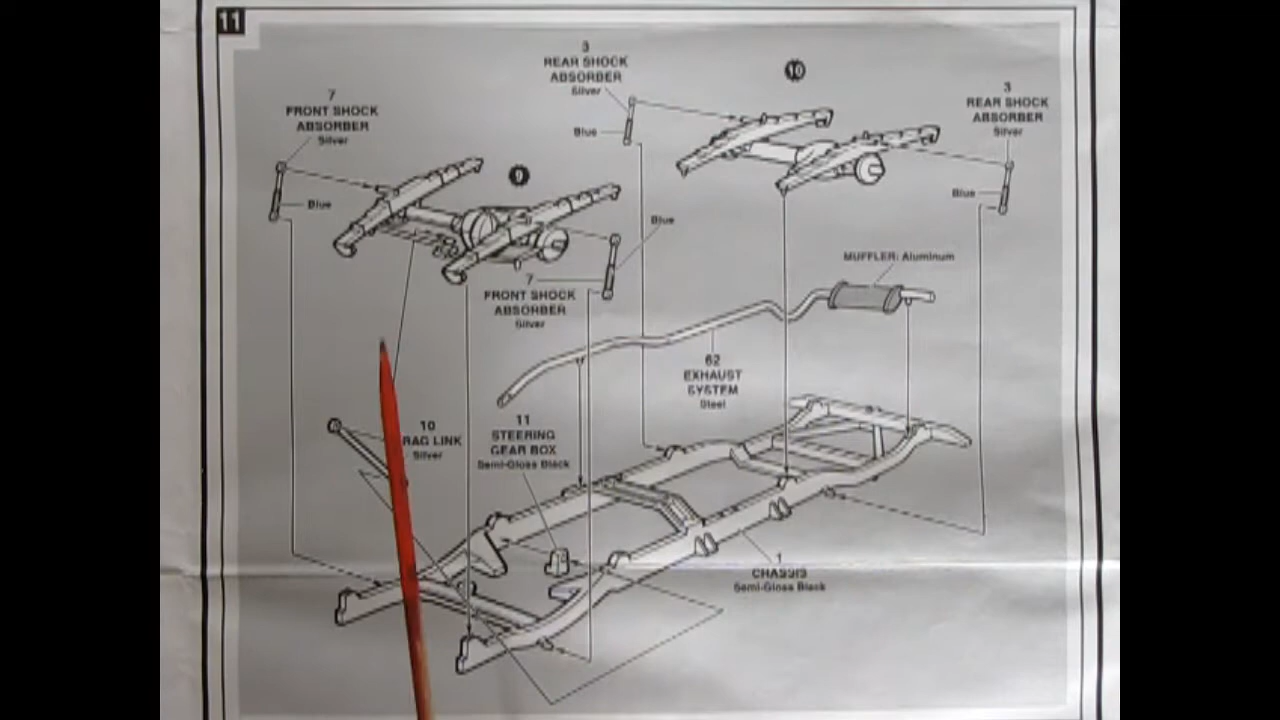 11
3
REAR SHOCK
ABSORBER
Silver
Blue
10
3
REAR SHOCK
ABSORBER
Silver
Blue
7
FRONT SHOCK
ABSORBER
Silver
Blue
9
Blue
7
FRONT SHOCK
ABSORBER
Silver
MUFFLER: Aluminum
62
EXHAUST
SYSTEM
Steel
10
RAG LINK
Silver
11
STEERING
GEAR BOX
Semi-Gloss Black
1
CHASSIS
Semi-Gloss Black